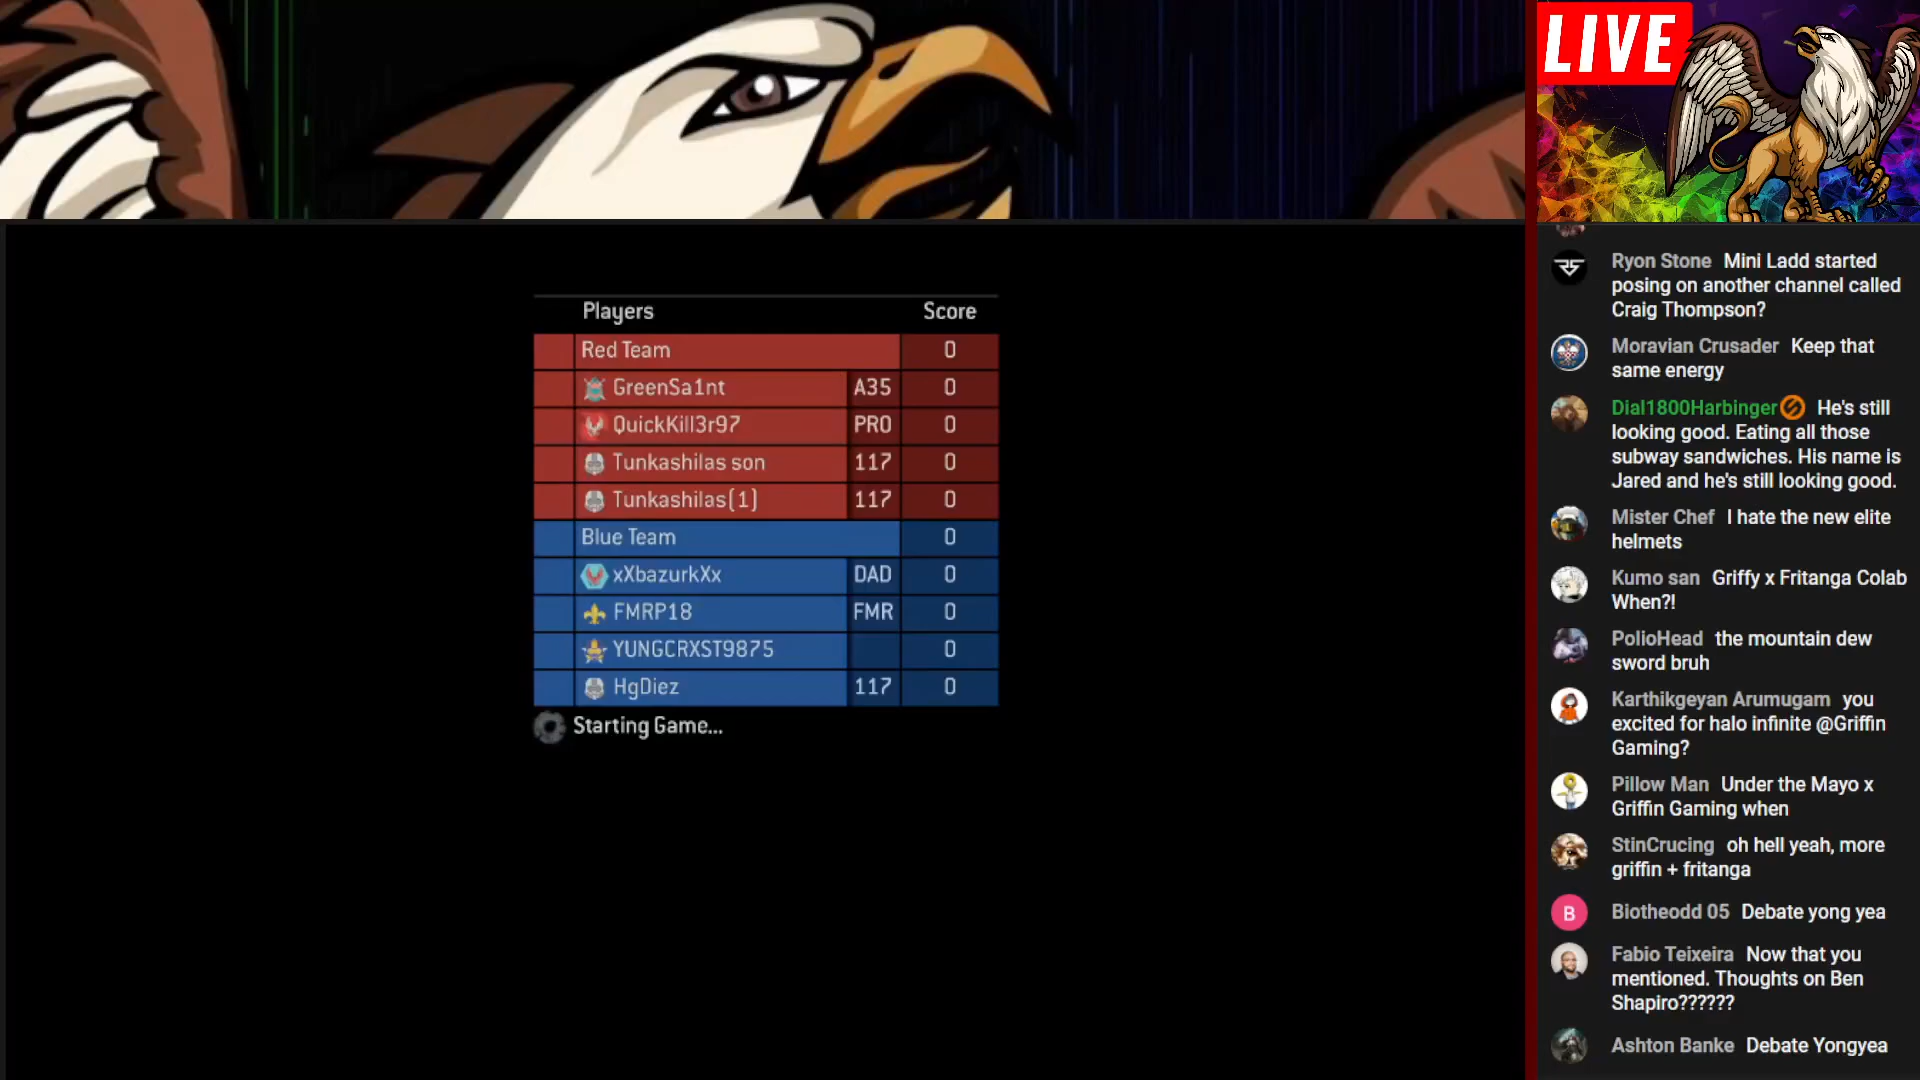 LIVE
Players Score
Red Team 0
GreenSa1nt A35 0
QuickKill3r97 PRO 0
Tunkashilas son 117 0
Tunkashilas(1) 117 0
Blue Team 0
xXbazurkXx DAD 0
FMRP18 FMR 0
YUNGCRXST9875 0
HgDiez 117 0
Starting Game...
Ryon Stone Mini Ladd started
posing on another channel called
Craig Thompson?
Moravian Crusader Keep that
same energy
Dial1800Harbinger He's still
looking good. Eating all those
subway sandwiches. His name is
Jared and he's still looking good.
Mister Chef I hate the new elite
helmets
Kumo san Griffy x Fritanga Colab
When?!
PolioHead the mountain dew
sword bruh
Karthikgeyan Arumugam you
excited for halo infinite @Griffin
Gaming?
Pillow Man Under the Mayo x
Griffin Gaming when
StinCrucing oh hell yeah, more
griffin + fritanga
B
Biotheodd 05 Debate yong yea
Fabio Teixeira Now that you
mentioned. Thoughts on Ben
Shapiro??????
Ashton Banke Debate Yongyea